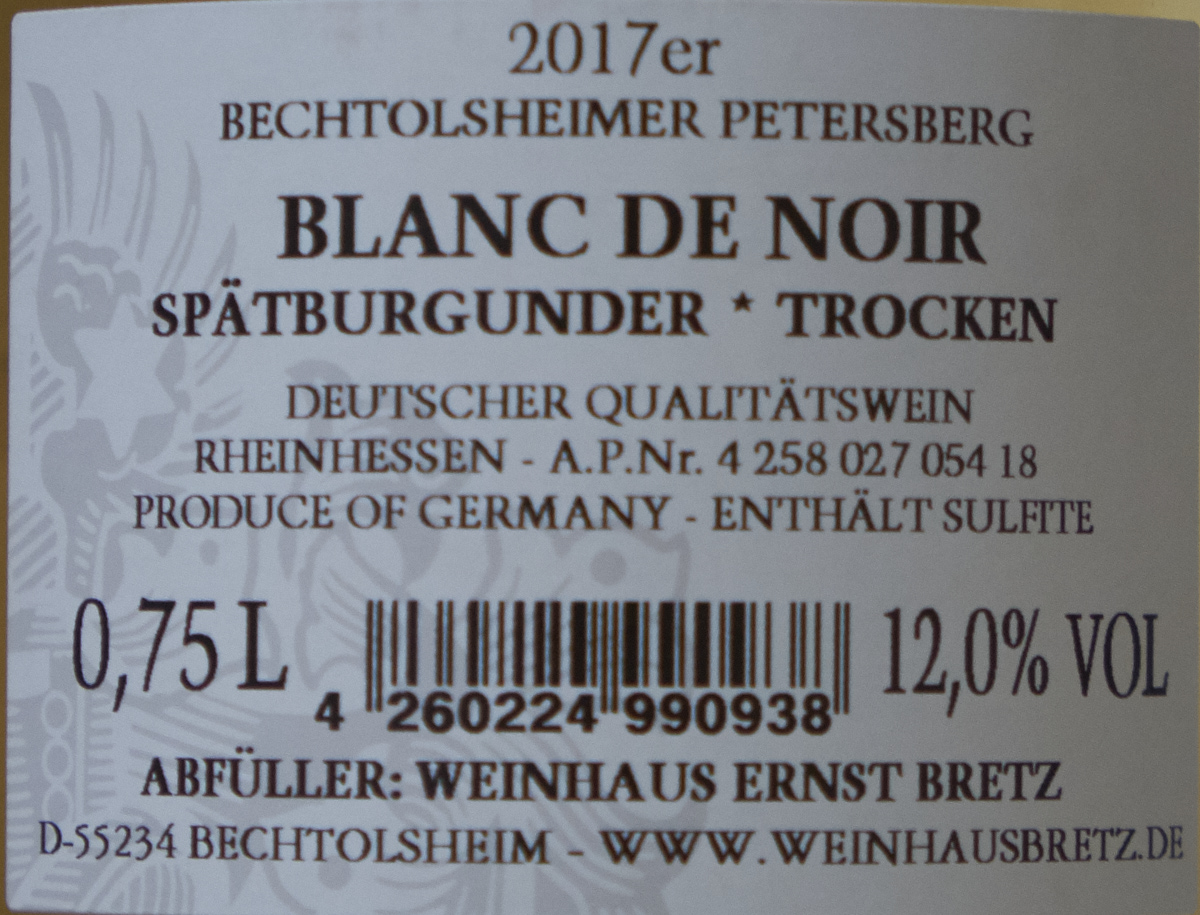 2017er
BECHTOLSHEIMER PETERSBERG
BLANC DE NOIR
SPÄTBURGUNDER * TROCKEN
DEUTSCHER QUALITÄTSWEIN
RHEINHESSEN - A.P.Nr. 4 258 027 054 18
PRODUCE OF GERMANY - ENTHÄLT SULFITE
0,75 L 12,0% VOL
4 260224 990938
ABFÜLLER: WEINHAUS ERNST BRETZ
D-55234 BECHTOLSHEIM - WWW.WEINHAUSBRETZ.DE